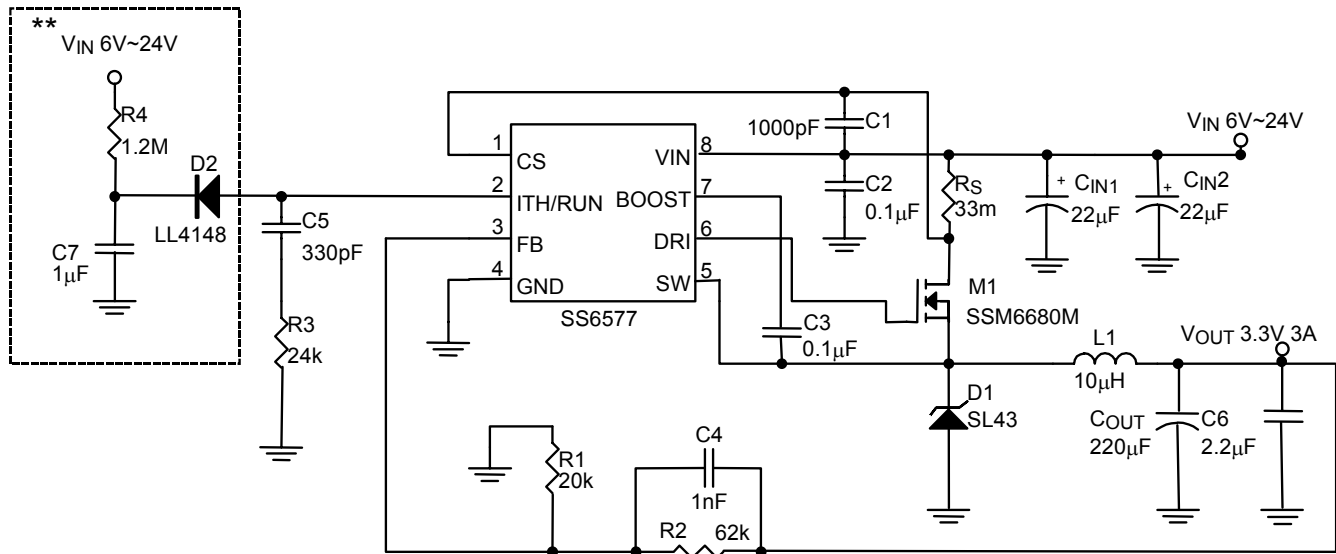 **
VIN 6V~24V
R4
1.2M
D2
LL4148
C7
1μF
C5
330pF
R3
24k
1
2
3
4
CS
ITH/RUN
FB
GND
VIN
BOOST
DRI
SW
8
7
6
5
SS6577
1000pF
C1
C2
0.1μF
RS
33m
VIN 6V~24V
+
CIN1
22μF
+
CIN2
22μF
M1
SSM6680M
C3
0.1μF
L1
10μH
VOUT 3.3V 3A
D1
SL43
COUT
220μF
C6
2.2μF
R1
20k
C4
1nF
R2
62k